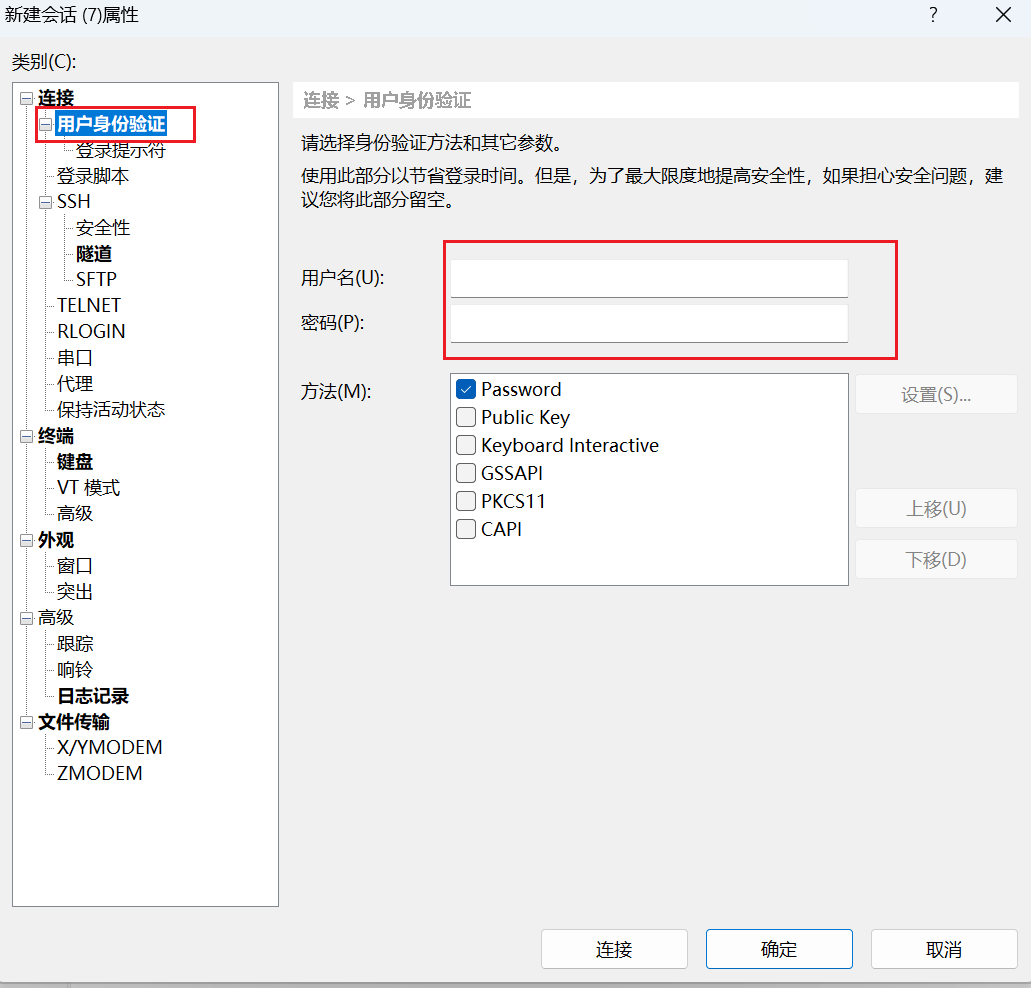 新建会话 (7)属性
?
类别(C):
连接
用户身份验证
登录提示符
登录脚本
SSH
安全性
隧道
SFTP
TELNET
RLOGIN
串口
代理
保持活动状态
终端
键盘
VT 模式
高级
外观
窗口
突出
高级
跟踪
响铃
日志记录
文件传输
X/YMODEM
ZMODEM
连接 > 用户身份验证
请选择身份验证方法和其它参数。
使用此部分以节省登录时间。但是，为了最大限度地提高安全性，如果担心安全问题，建
议您将此部分留空。
用户名(U):
密码(P):
方法(M):
Password
Public Key
Keyboard Interactive
GSSAPI
PKCS11
CAPI
设置(S)...
上移(U)
下移(D)
连接
确定
取消